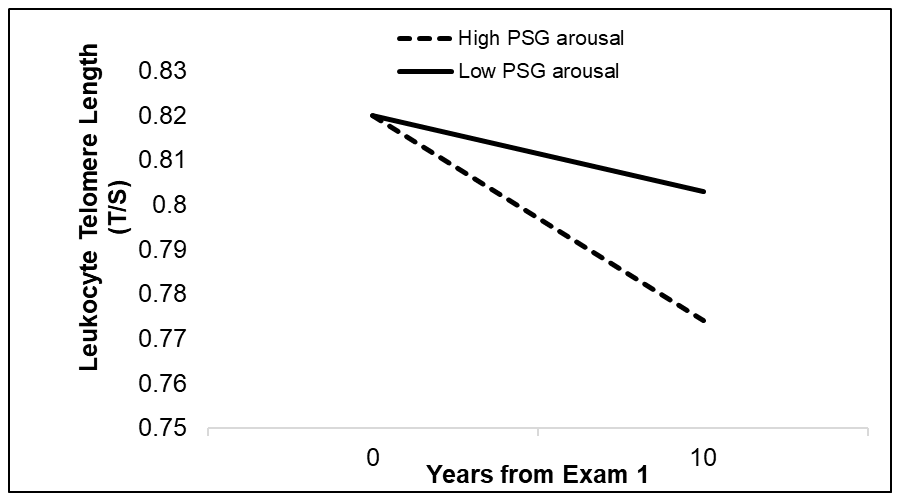 High PSG arousal
Low PSG arousal
Leukocyte Telomere Length
(T/S)
0.83
0.82
0.81
0.8
0.79
0.78
0.77
0.76
0.75
0
10
Years from Exam 1